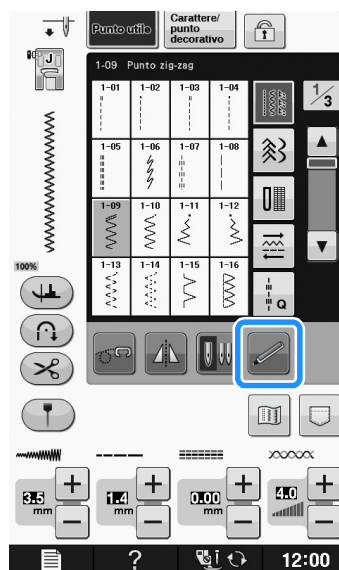 Punto utile
Carattere/
punto
decorativo
J
1-09 Punto zig-zag
1/3
1-01 1-02 1-03 1-04
1-05 1-06 1-07 1-08
1-09 1-10 1-11 1-12
1-13 1-14 1-15 1-16
Q
100%
3.5 mm
1.4 mm
0.00 mm
4.0
?
12:00